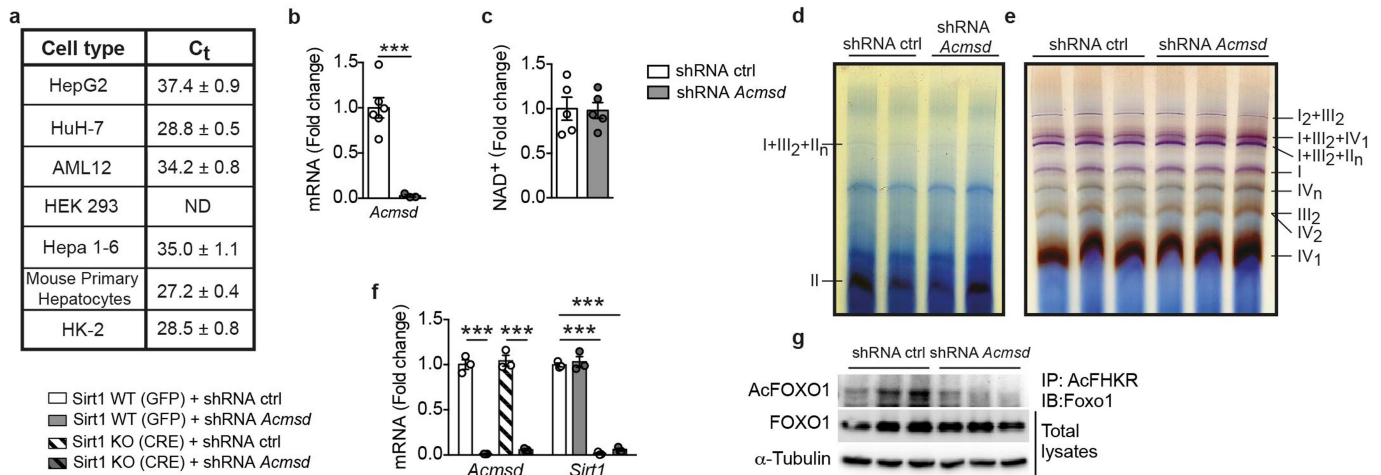 a
Cell type Ct
HepG2 37.4 ± 0.9
HuH-7 28.8 ± 0.5
AML12 34.2 ± 0.8
HEK 293 ND
Hepa 1-6 35.0 ± 1.1
Mouse Primary
Hepatocytes 27.2 ± 0.4
HK-2 28.5 ± 0.8
b
mRNA (Fold change)
1.5
1.0
0.5
0.0
***
Acmsd
c
NAD+ (Fold change)
1.5
1.0
0.5
0.0
shRNA ctrl
shRNA Acmsd
d
shRNA ctrl
shRNA
Acmsd
I+III2+IIn
II
e
shRNA ctrl shRNA Acmsd
I2+III2
I+III2+IV1
I+III2+IIn
I
IVn
III2
IV2
IV1
Sirt1 WT (GFP) + shRNA ctrl
Sirt1 WT (GFP) + shRNA Acmsd
Sirt1 KO (CRE) + shRNA ctrl
Sirt1 KO (CRE) + shRNA Acmsd
f
mRNA (Fold change)
1.5
1.0
0.5
0.0
*** ***
***
***
Acmsd Sirt1
g
shRNA ctrl shRNA Acmsd
AcFOXO1
IP: AcFHKR
IB:Foxo1
FOXO1
α-Tubulin
Total
lysates